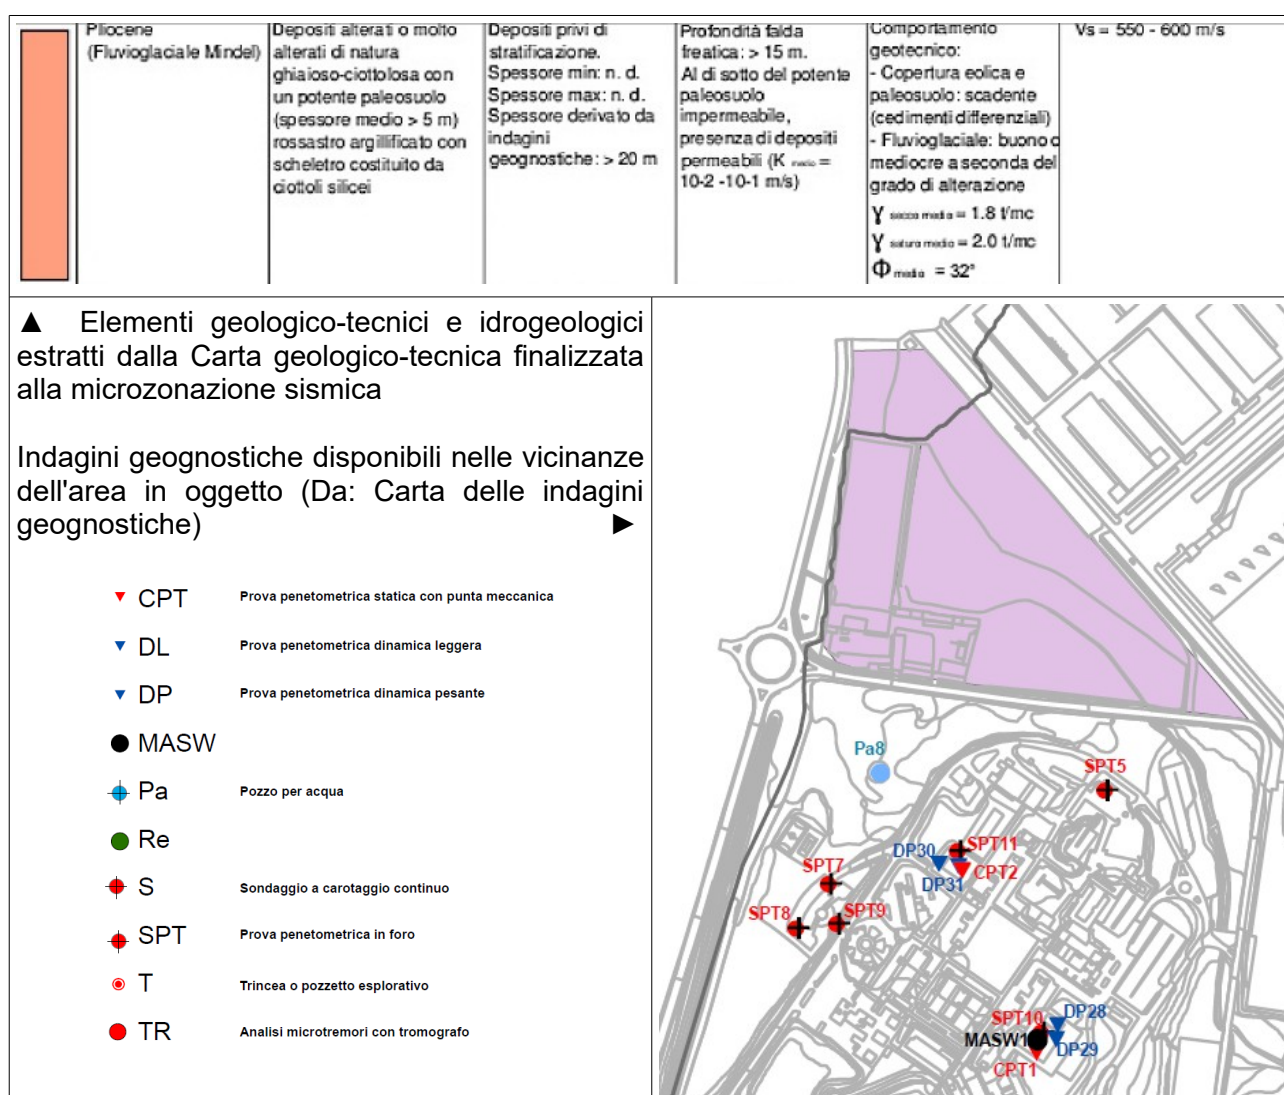 Pliocene
(Fluvioglaciale Mindel)
Depositi alterati o molto
alterati di natura
ghiaioso-ciottolosa con
un potente paleosuolo
(spessore medio > 5 m)
rossastro argillificato con
scheletro costituito da
ciottoli silicei
Depositi privi di
stratificazione.
Spessore min: n. d.
Spessore max: n. d.
Spessore derivato da
indagini
geognostiche: > 20 m
Profondità falda
freatica: > 15 m.
Al di sotto del potente
paleosuolo
impermeabile,
presenza di depositi
permeabili (K medio =
10-2 -10-1 m/s)
Comportamento
geotecnico:
- Copertura eolica e
paleosuolo: scadente
(cedimenti differenziali)
- Fluvioglaciale: buono o
mediocre a seconda del
grado di alterazione
γ secco medio = 1.8 t/mc
γ saturo medio = 2.0 t/mc
Φ medio = 32°
Vs = 550 - 600 m/s
▲ Elementi geologico-tecnici e idrogeologici
estratti dalla Carta geologico-tecnica finalizzata
alla microzonazione sismica
Indagini geognostiche disponibili nelle vicinanze
dell'area in oggetto (Da: Carta delle indagini
geognostiche) ►
CPT Prova penetometrica statica con punta meccanica
DL Prova penetometrica dinamica leggera
DP Prova penetometrica dinamica pesante
MASW
Pa Pozzo per acqua
Re
S Sondaggio a carotaggio continuo
SPT Prova penetometrica in foro
T Trincea o pozzetto esplorativo
TR Analisi microtremori con tromografo
Pa8
SPT5
SPT11
DP30
CPT2
DP31
SPT7
SPT8
SPT9
DP28
SPT10
MASW1
DP29
CPT1